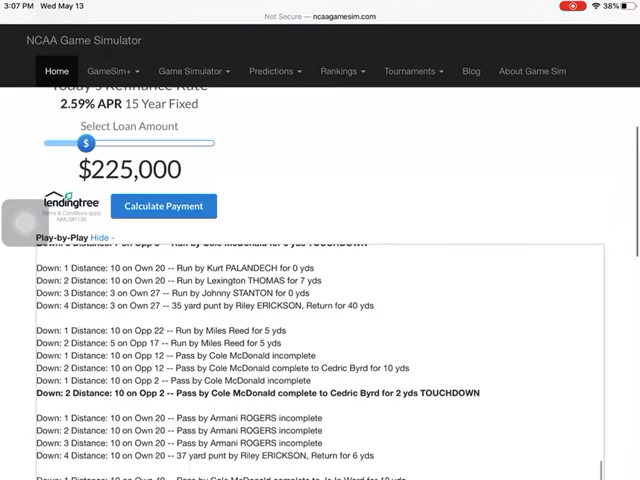 3:07 PM Wed May 13
38%
Not Secure — ncaagamesim.com
NCAA Game Simulator
Home GameSim+ Game Simulator Predictions Rankings Tournaments Blog About Game Sim
Today's Refinance Rate
2.59% APR 15 Year Fixed
Select Loan Amount
$
$225,000
lendingtree
Terms & Conditions apply
NMLS#1136
Calculate Payment
Play-by-Play Hide -
Down: 1 Distance: 10 on Own 20 -- Run by Kurt PALANDECH for 0 yds
Down: 2 Distance: 10 on Own 20 -- Run by Lexington THOMAS for 7 yds
Down: 3 Distance: 3 on Own 27 -- Run by Johnny STANTON for 0 yds
Down: 4 Distance: 3 on Own 27 -- 35 yard punt by Riley ERICKSON, Return for 40 yds
Down: 1 Distance: 10 on Opp 22 -- Run by Miles Reed for 5 yds
Down: 2 Distance: 5 on Opp 17 -- Run by Miles Reed for 5 yds
Down: 1 Distance: 10 on Opp 12 -- Pass by Cole McDonald incomplete
Down: 2 Distance: 10 on Opp 12 -- Pass by Cole McDonald complete to Cedric Byrd for 10 yds
Down: 1 Distance: 10 on Opp 2 -- Pass by Cole McDonald incomplete
Down: 2 Distance: 10 on Opp 2 -- Pass by Cole McDonald complete to Cedric Byrd for 2 yds TOUCHDOWN
Down: 1 Distance: 10 on Own 20 -- Pass by Armani ROGERS incomplete
Down: 2 Distance: 10 on Own 20 -- Pass by Armani ROGERS incomplete
Down: 3 Distance: 10 on Own 20 -- Pass by Armani ROGERS incomplete
Down: 4 Distance: 10 on Own 20 -- 37 yard punt by Riley ERICKSON, Return for 6 yds